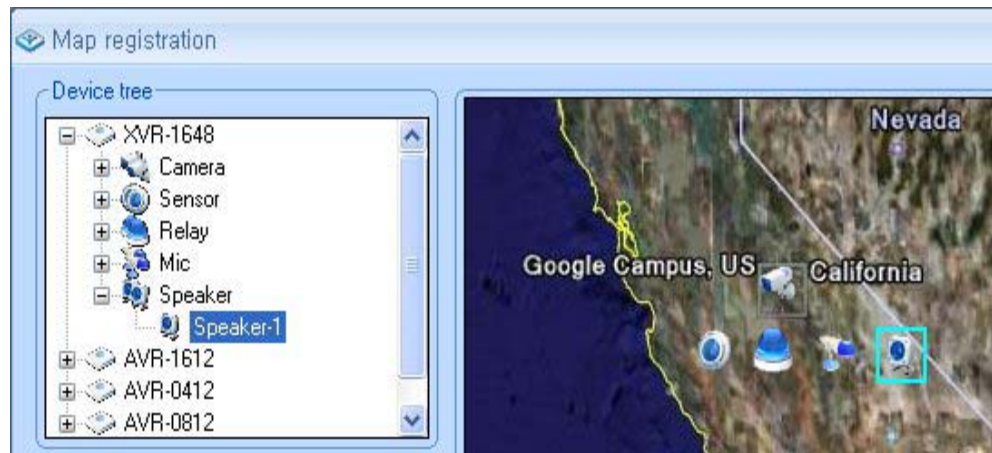 Map registration
Device tree
XVR-1648
Camera
Sensor
Relay
Mic
Speaker
Speaker-1
AVR-1612
AVR-0412
AVR-0812
Nevada
Google Campus, US
California